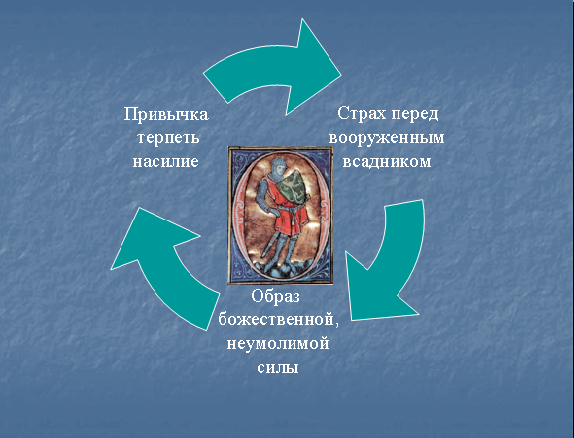 Привычка
терпеть
насилие
Страх перед
вооруженным
всадником
Образ
божественной,
неумолимой
силы